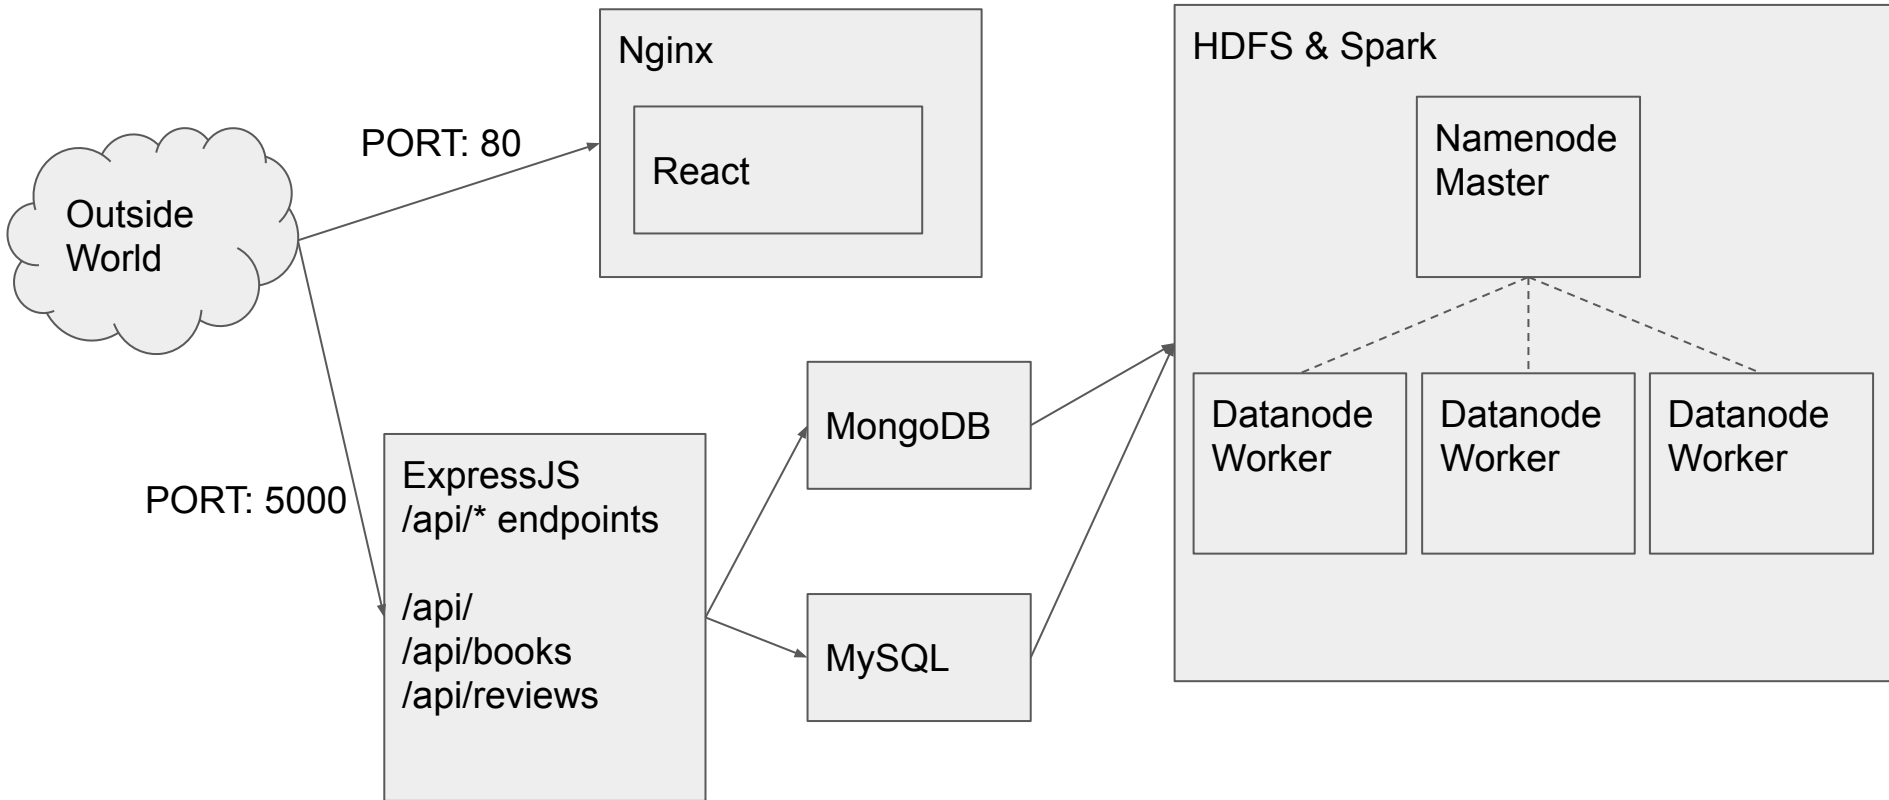 Outside
World
PORT: 80
Nginx
React
PORT: 5000
ExpressJS
/api/* endpoints
/api/
/api/books
/api/reviews
MongoDB
MySQL
HDFS & Spark
Namenode
Master
Datanode
Worker
Datanode
Worker
Datanode
Worker